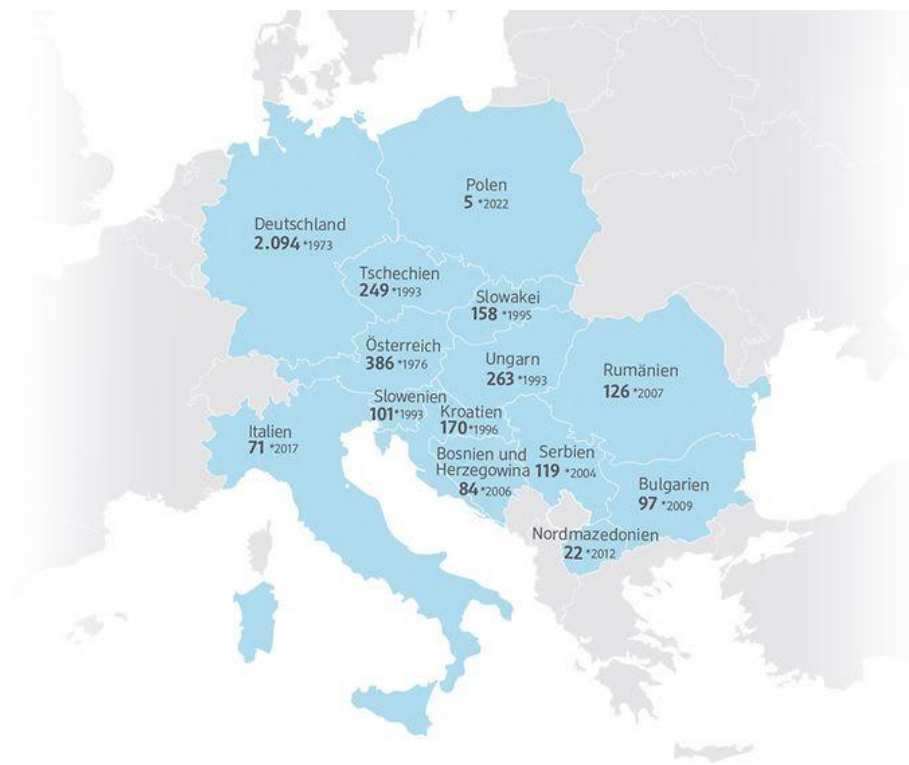 Polen
5 *2022
Deutschland
2.094 *1973
Tschechien
249 *1993
Slowakei
158 *1995
Österreich
386 *1976
Ungarn
263 *1993
Rumänien
126 *2007
Slowenien
101 *1993
Kroatien
170 *1996
Italien
71 *2017
Bosnien und
Herzegowina
84 *2006
Serbien
119 *2004
Bulgarien
97 *2009
Nordmazedonien
22 *2012